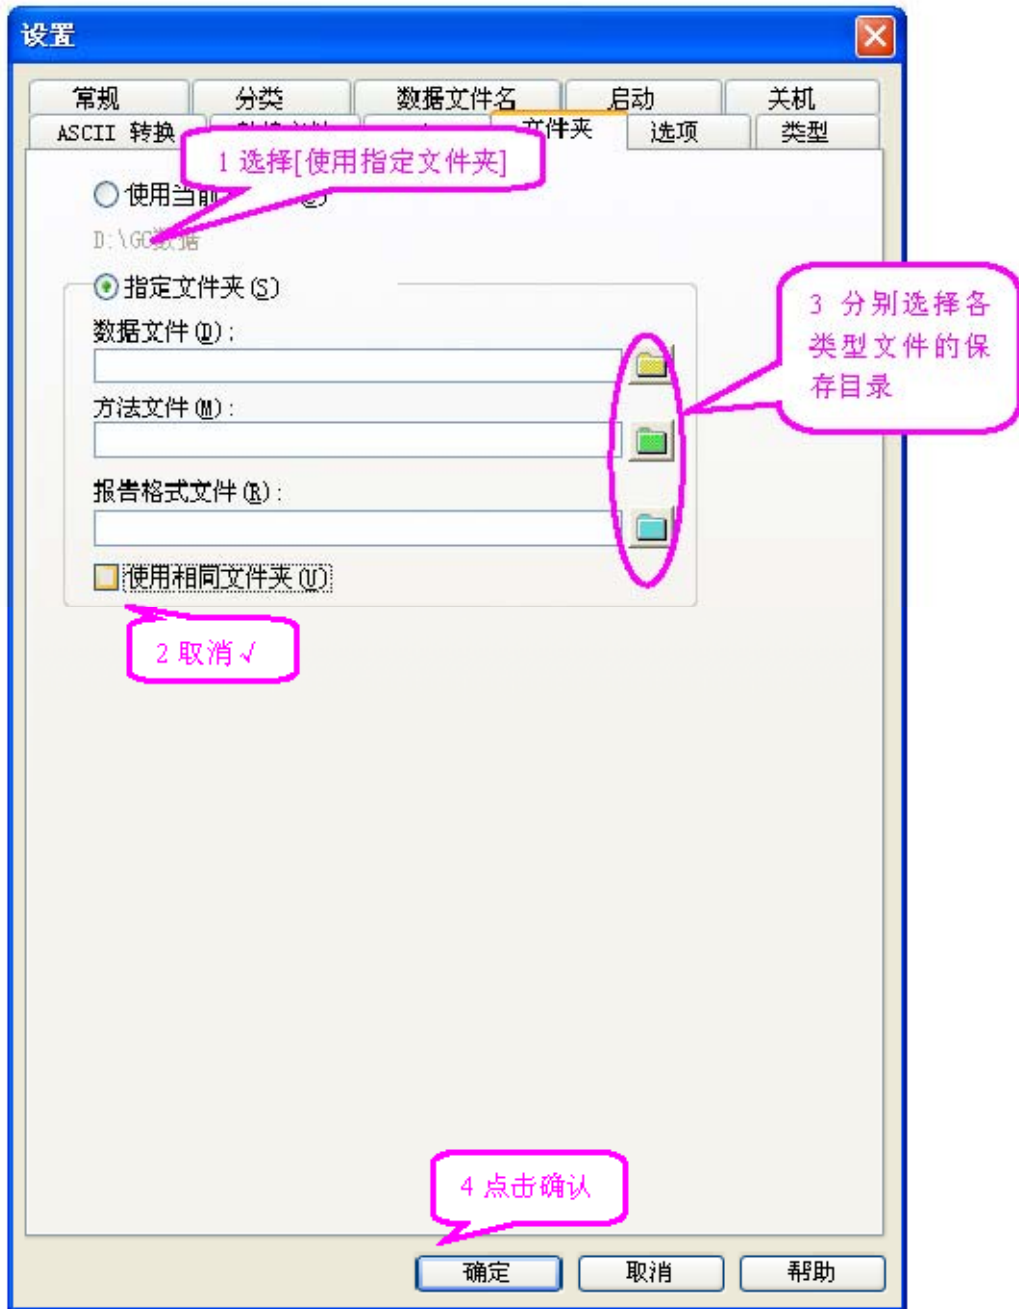 设置
常规 分类 数据文件名 启动 关机
ASCII 转换 文件夹 选项 类型
1 选择[使用指定文件夹]
使用当前
D:\GC数据
指定文件夹(S)
数据文件(D):
方法文件(M):
报告格式文件(R):
使用相同文件夹(U)
2 取消√
3 分别选择各
类型文件的保
存目录
4 点击确认
确定 取消 帮助